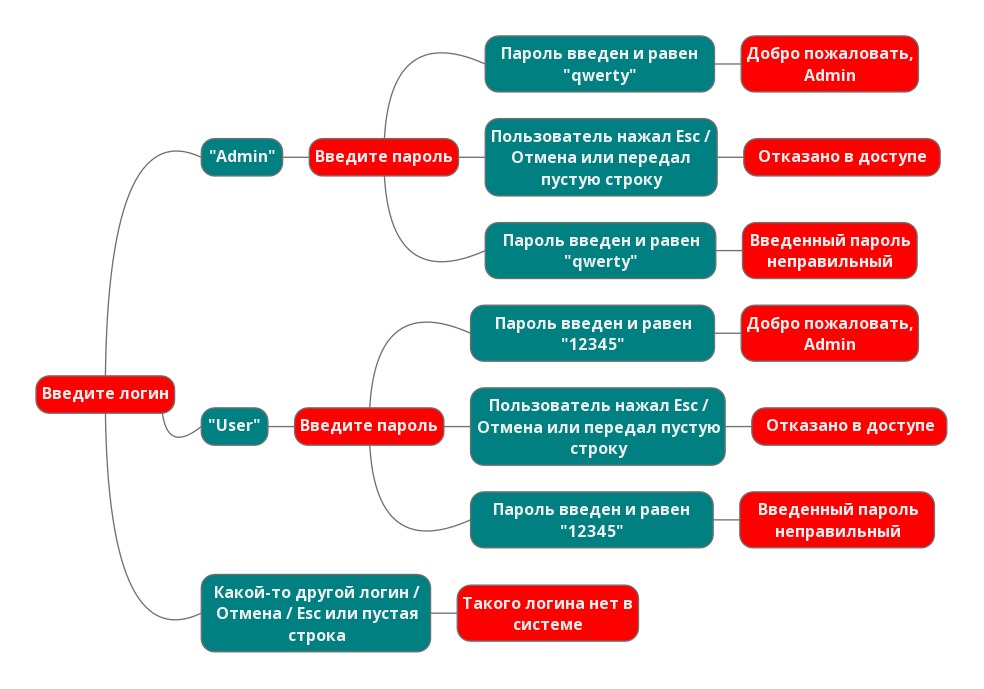 Введите логин
"Admin"
Введите пароль
Пароль введен и равен
"qwerty"
Добро пожаловать,
Admin
Пользователь нажал Esc /
Отмена или передал
пустую строку
Отказано в доступе
Пароль введен и равен
"qwerty"
Введенный пароль
неправильный
"User"
Введите пароль
Пароль введен и равен
"12345"
Добро пожаловать,
Admin
Пользователь нажал Esc /
Отмена или передал пустую
строку
Отказано в доступе
Пароль введен и равен
"12345"
Введенный пароль
неправильный
Какой-то другой логин /
Отмена / Esc или пустая
строка
Такого логина нет в
системе